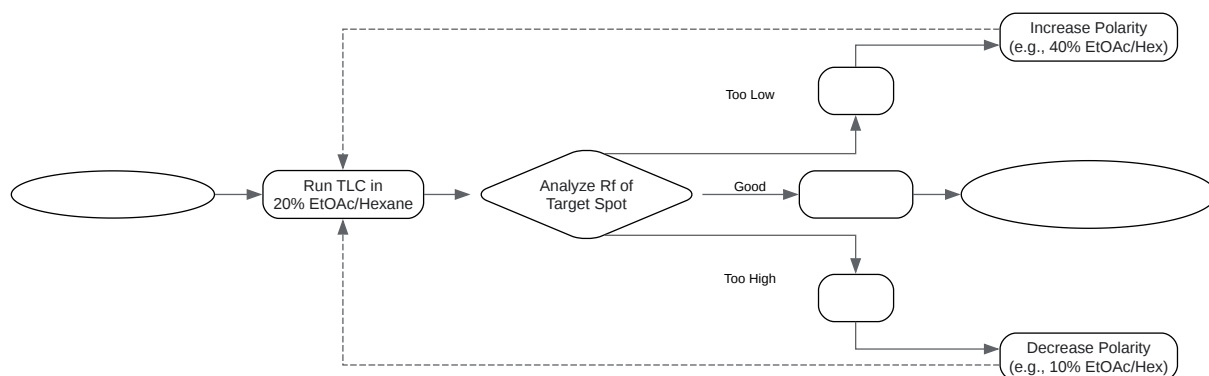 Increase Polarity
(e.g., 40% EtOAc/Hex)
Too Low
Run TLC in
20% EtOAc/Hexane
Analyze Rf of
Target Spot
Good
Too High
Decrease Polarity
(e.g., 10% EtOAc/Hex)